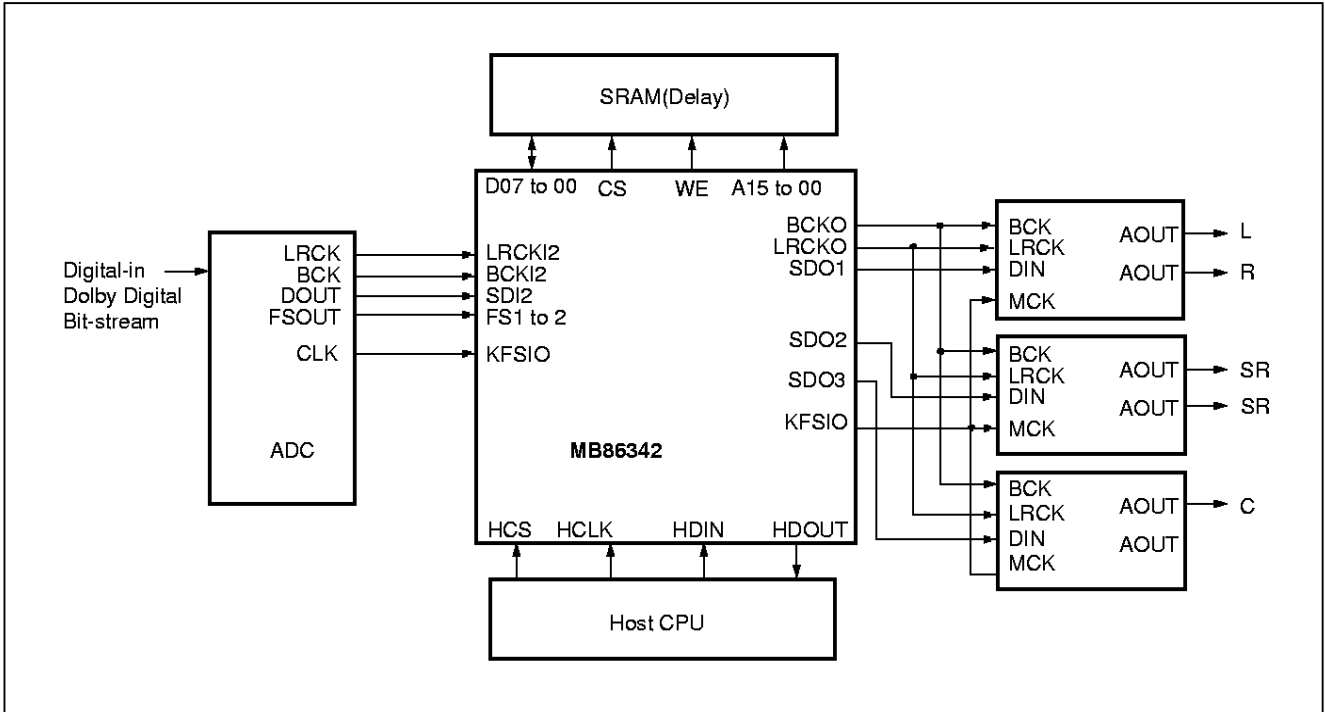 SRAM(Delay)
D07 to 00
CS
WE
A15 to 00
Digital-in
Dolby Digital
Bit-stream
LRCK
BCK
DOUT
FSOUT
CLK
ADC
LRCKI2
BCKI2
SDI2
FS1 to 2
KFSIO
MB86342
BCKO
LRCKO
SDO1
SDO2
SDO3
KFSIO
HCS
HCLK
HDIN
HDOUT
Host CPU
BCK
LRCK
DIN
MCK
AOUT
AOUT
L
R
BCK
LRCK
DIN
MCK
AOUT
AOUT
SR
SR
BCK
LRCK
DIN
MCK
AOUT
AOUT
C